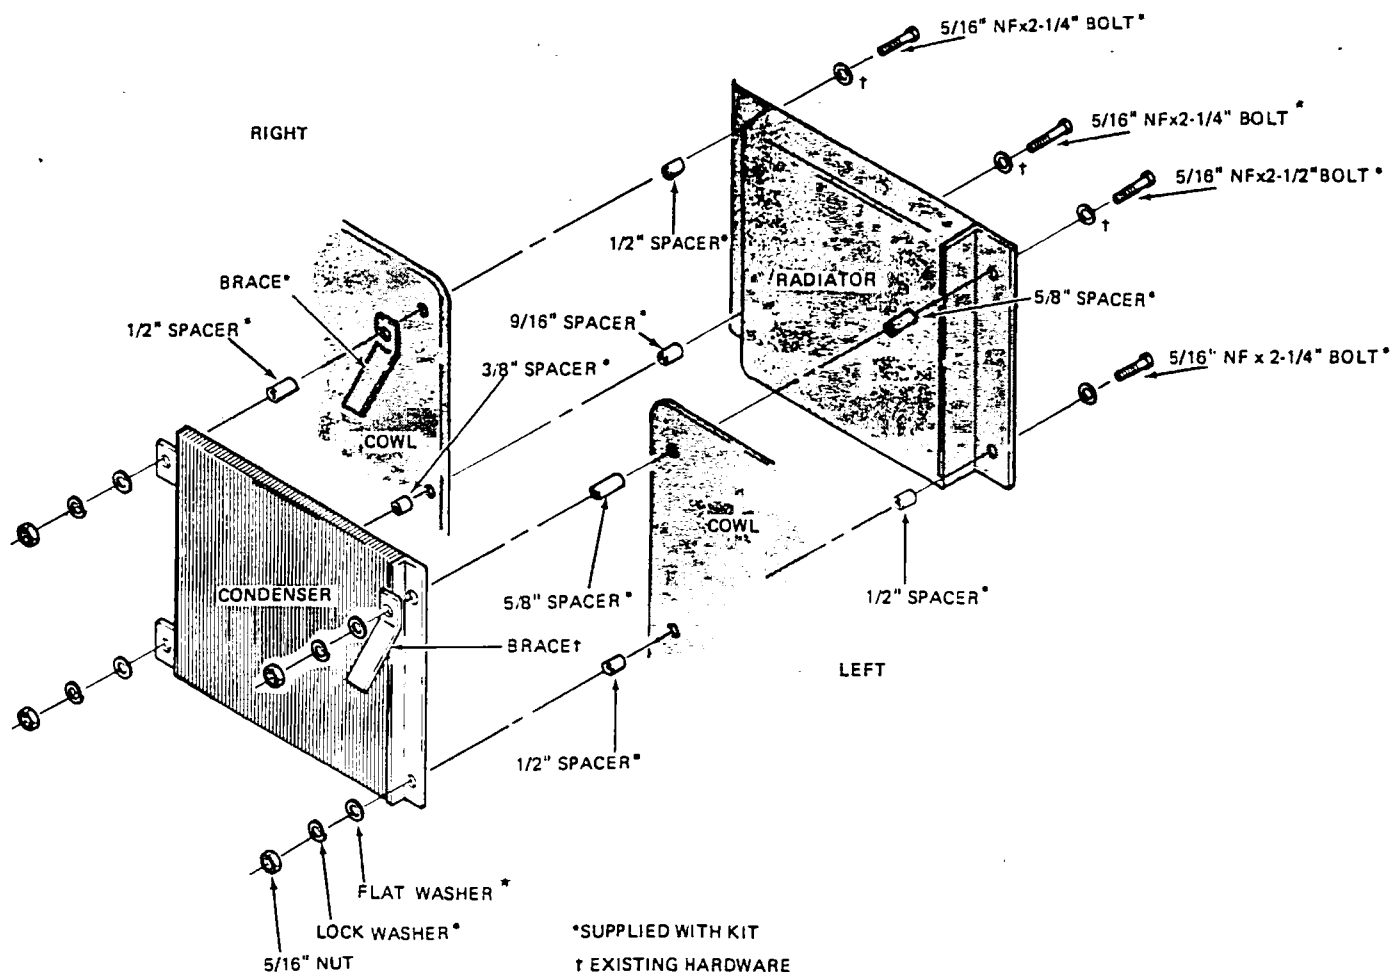 5/16" NFx2-1/4" BOLT*
†
RIGHT
5/16" NFx2-1/4" BOLT*
†
5/16" NFx2-1/2"BOLT*
†
1/2" SPACER*
BRACE*
RADIATOR
5/8" SPACER*
1/2" SPACER*
9/16" SPACER*
3/8" SPACER*
5/16" NF x 2-1/4" BOLT*
COWL
COWL
CONDENSER
5/8" SPACER*
1/2" SPACER*
BRACE†
LEFT
1/2" SPACER*
FLAT WASHER*
LOCK WASHER*
5/16" NUT
*SUPPLIED WITH KIT
† EXISTING HARDWARE